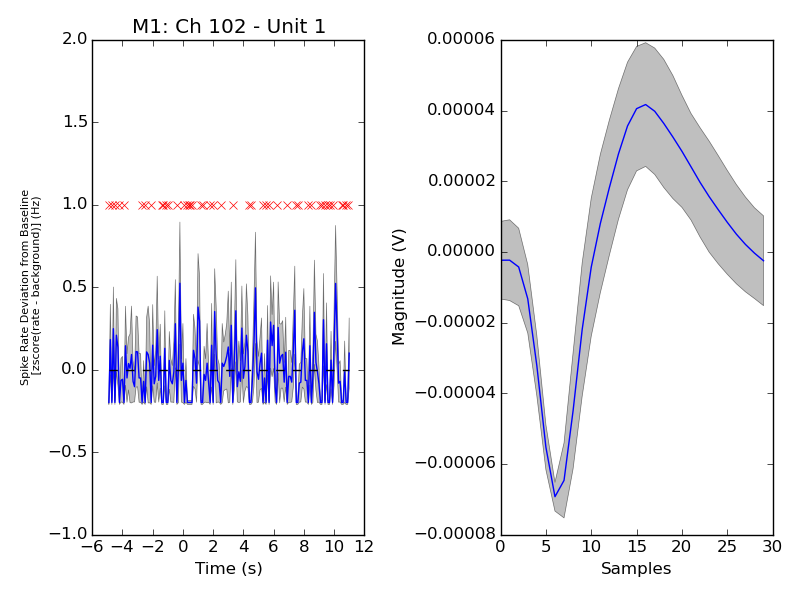 M1: Ch 102 - Unit 1
2.0
1.5
1.0
0.5
0.0
−0.5
−1.0
−6 −4 −2 0 2 4 6 8 10 12
Time (s)
Spike Rate Deviation from Baseline
[zscore(rate - background)] (Hz)
0.00006
0.00004
0.00002
0.00000
−0.00002
−0.00004
−0.00006
−0.00008
0 5 10 15 20 25 30
Samples
Magnitude (V)